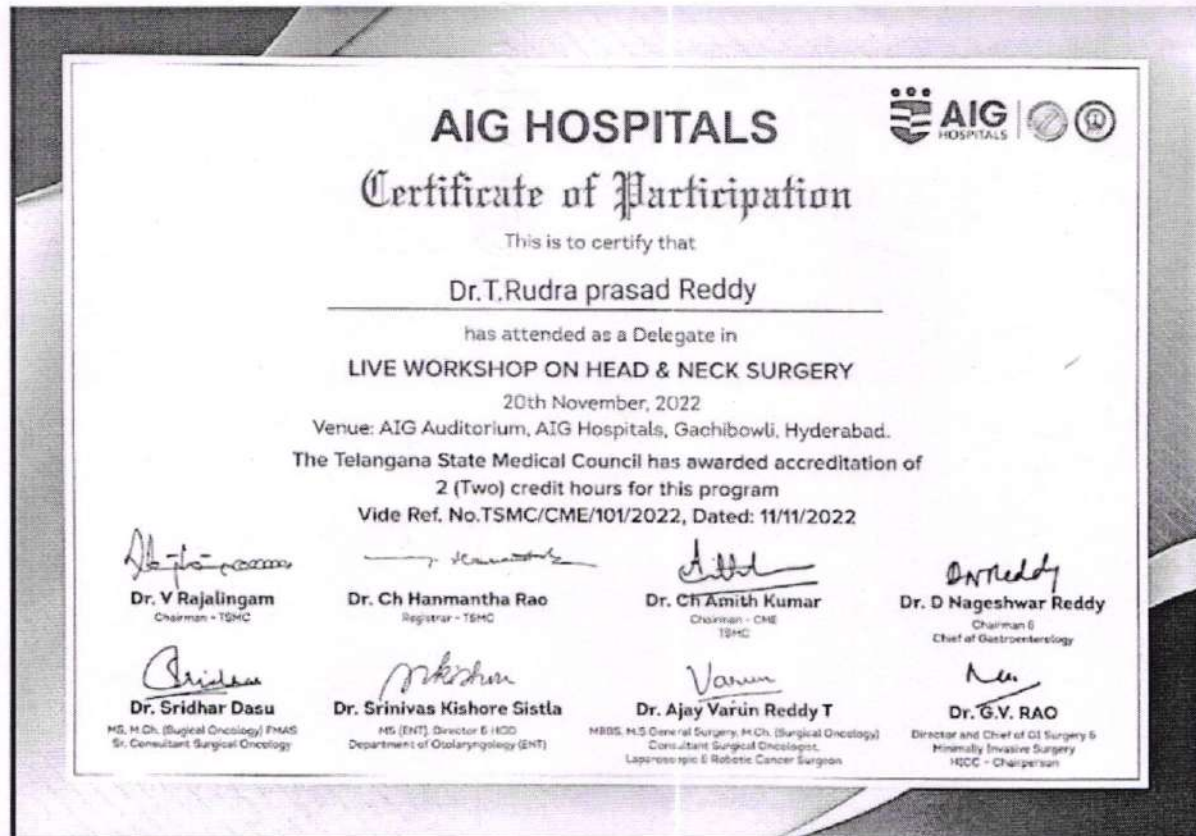 AIG HOSPITALS
AIG
HOSPITALS
Certificate of Participation
This is to certify that
Dr.T.Rudra prasad Reddy
has attended as a Delegate in
LIVE WORKSHOP ON HEAD & NECK SURGERY
20th November, 2022
Venue: AIG Auditorium, AIG Hospitals, Gachibowli, Hyderabad.
The Telangana State Medical Council has awarded accreditation of
2 (Two) credit hours for this program
Vide Ref. No.TSMC/CME/101/2022, Dated: 11/11/2022
DNReddy
Dr. V Rajalingam
Chairman - TSMC
Dr. Ch Hanmantha Rao
Registrar - TSMC
Dr. Ch Amith Kumar
Chairman - CME
TSMC
Dr. D Nageshwar Reddy
Chairman &
Chief of Gastroenterology
Sridhar
Varun
Dr. Sridhar Dasu
MS, M.Ch. (Sugical Oncology) FMAS
Sr. Consultant Surgical Oncology
Dr. Srinivas Kishore Sistla
MS (ENT), Director & HOD
Department of Otolaryngology (ENT)
Dr. Ajay Varun Reddy T
MBBS, M.S General Surgery, M.Ch. (Surgical Oncology)
Consultant Surgical Oncologist,
Laparoscopic & Robotic Cancer Surgeon
Dr. G.V. RAO
Director and Chief of GI Surgery &
Minimally Invasive Surgery
HICC - Chairperson